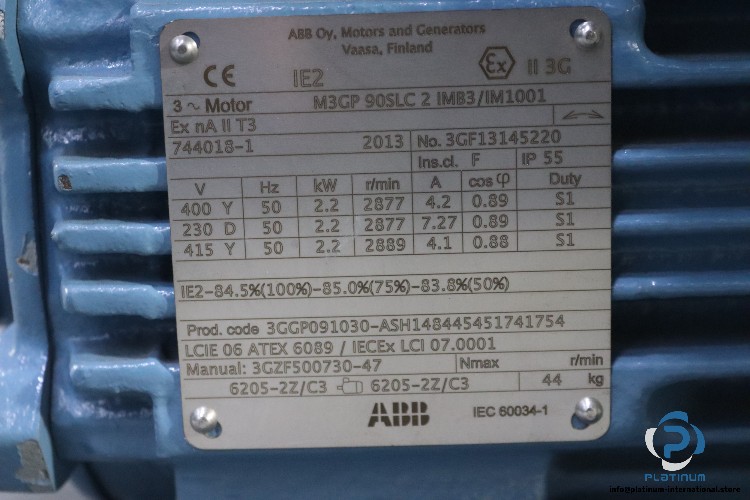 ABB Oy, Motors and Generators
Vaasa, Finland
CE IE2 Ex II 3G
3 ~ Motor M3GP 90SLC 2 IMB3/IM1001
Ex nA II T3
744018-1 2013 No. 3GF13145220
Ins.cl. F IP 55
V Hz kW r/min A cos φ Duty
400 Y 50 2.2 2877 4.2 0.89 S1
230 D 50 2.2 2877 7.27 0.89 S1
415 Y 50 2.2 2889 4.1 0.88 S1
IE2-84.5%(100%)-85.0%(75%)-83.8%(50%)
Prod. code 3GGP091030-ASH148445451741754
LCIE 06 ATEX 6089 / IECEx LCI 07.0001
Manual: 3GZF500730-47 Nmax r/min
6205-2Z/C3 6205-2Z/C3 44 kg
ABB IEC 60034-1
PLATINUM
info@platinum-international.store